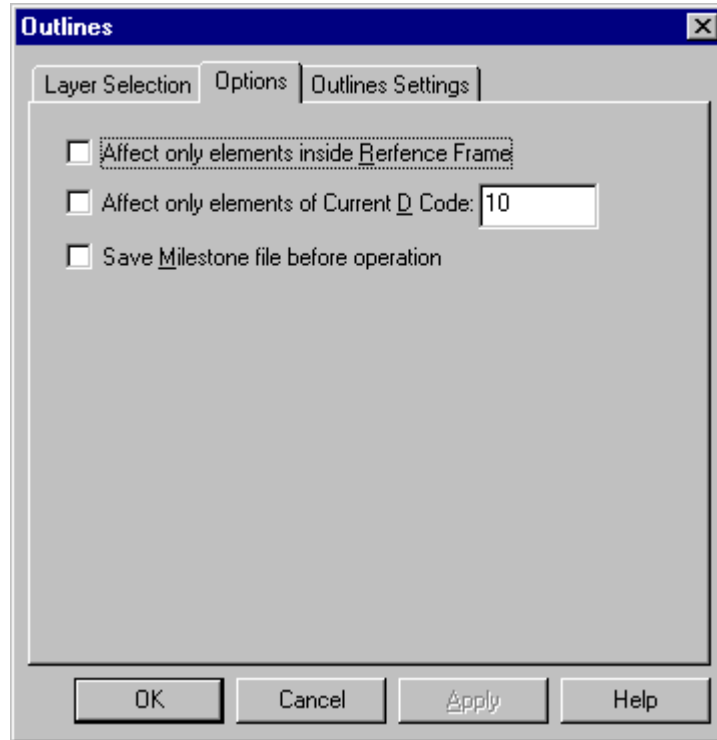 Outlines
Layer Selection Options Outlines Settings
Affect only elements inside Rerfence Frame
Affect only elements of Current D Code: 10
Save Milestone file before operation
OK Cancel Apply Help